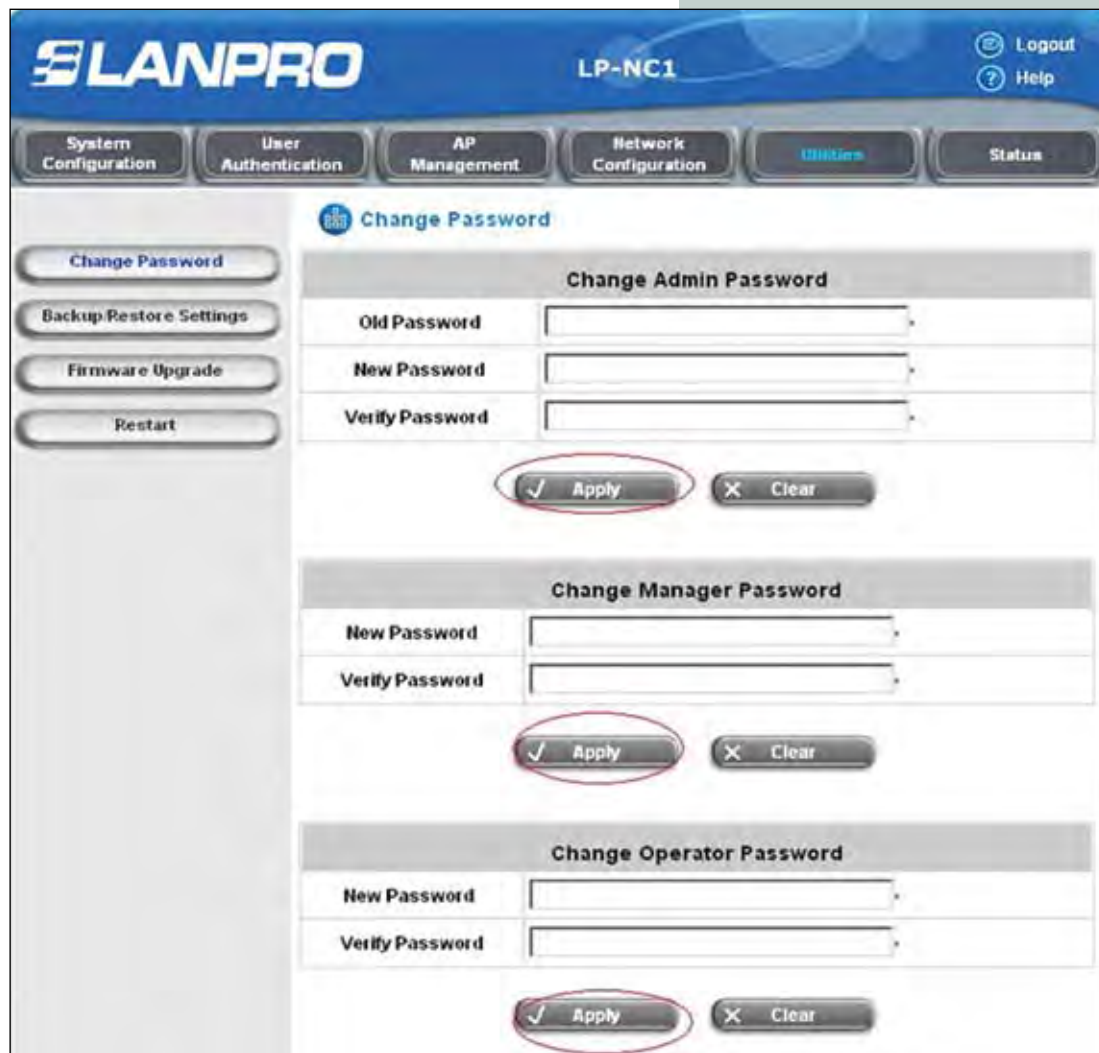 LANPRO
LP-NC1
Logout
Help
System Configuration
User Authentication
AP Management
Network Configuration
Utilities
Status
Change Password
Backup/Restore Settings
Firmware Upgrade
Restart
Change Password
Change Admin Password
Old Password *
New Password *
Verify Password *
Apply Clear
Change Manager Password
New Password *
Verify Password *
Apply Clear
Change Operator Password
New Password *
Verify Password *
Apply Clear